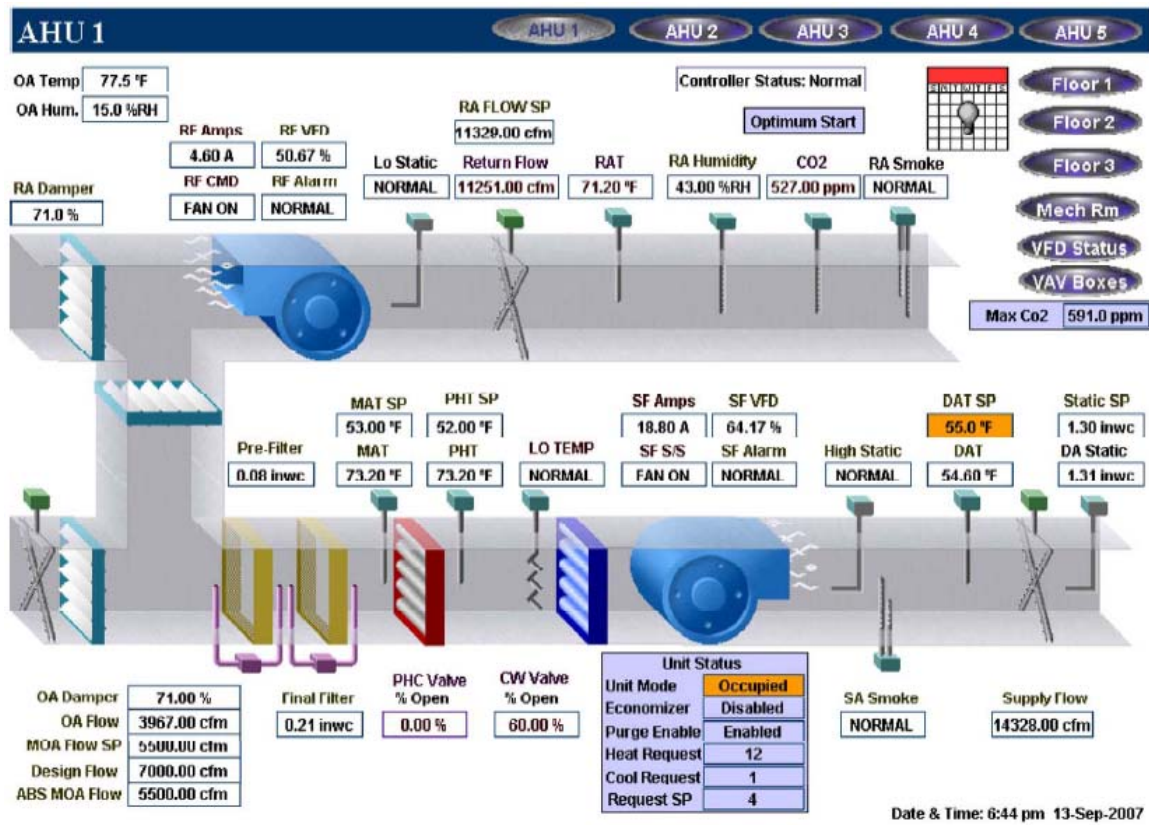 AHU 1
AHU 1 AHU 2 AHU 3 AHU 4 AHU 5
OA Temp 77.5 °F
OA Hum. 15.0 %RH
Controller Status: Normal
Optimum Start
S M T W T F S
Floor 1
Floor 2
Floor 3
Mech Rm
VFD Status
VAV Boxes
Max Co2 591.0 ppm
RA FLOW SP
11329.00 cfm
RF Amps RF VFD
4.60 A 50.67 %
RF CMD RF Alarm
FAN ON NORMAL
Lo Static Return Flow RAT RA Humidity CO2 RA Smoke
NORMAL 11251.00 cfm 71.20 °F 43.00 %RH 527.00 ppm NORMAL
RA Damper
71.0 %
MAT SP PHT SP SF Amps SF VFD DAT SP Static SP
53.00 °F 52.00 °F 18.80 A 64.17 % 55.0 °F 1.30 inwc
Pre-Filter MAT PHT LO TEMP SF S/S SF Alarm High Static DAT DA Static
0.08 inwc 73.20 °F 73.20 °F NORMAL FAN ON NORMAL NORMAL 54.60 °F 1.31 inwc
OA Damper 71.00 %
OA Flow 3967.00 cfm
MOA Flow SP 5500.00 cfm
Design Flow 7000.00 cfm
ABS MOA Flow 5500.00 cfm
Final Filter
0.21 inwc
PHC Valve
% Open
0.00 %
CW Valve
% Open
60.00 %
Unit Status
Unit Mode Occupied
Economizer Disabled
Purge Enable Enabled
Heat Request 12
Cool Request 1
Request SP 4
SA Smoke
NORMAL
Supply Flow
14328.00 cfm
Date & Time: 6:44 pm 13-Sep-2007